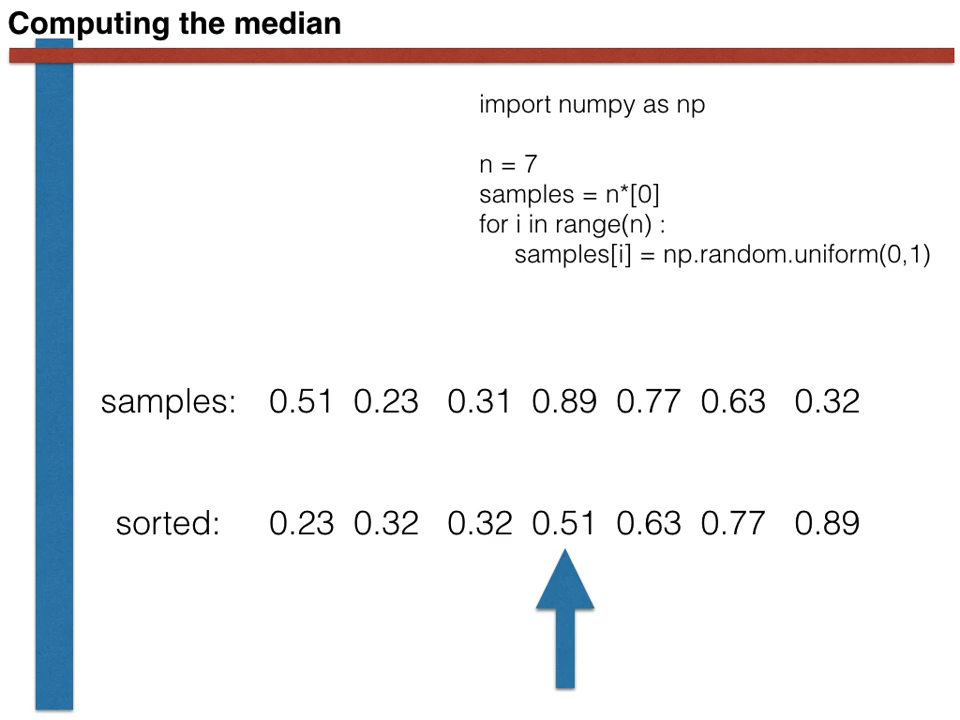 Computing the median
import numpy as np
n = 7
samples = n*[0]
for i in range(n) :
samples[i] = np.random.uniform(0,1)
samples: 0.51 0.23 0.31 0.89 0.77 0.63 0.32
sorted: 0.23 0.32 0.32 0.51 0.63 0.77 0.89